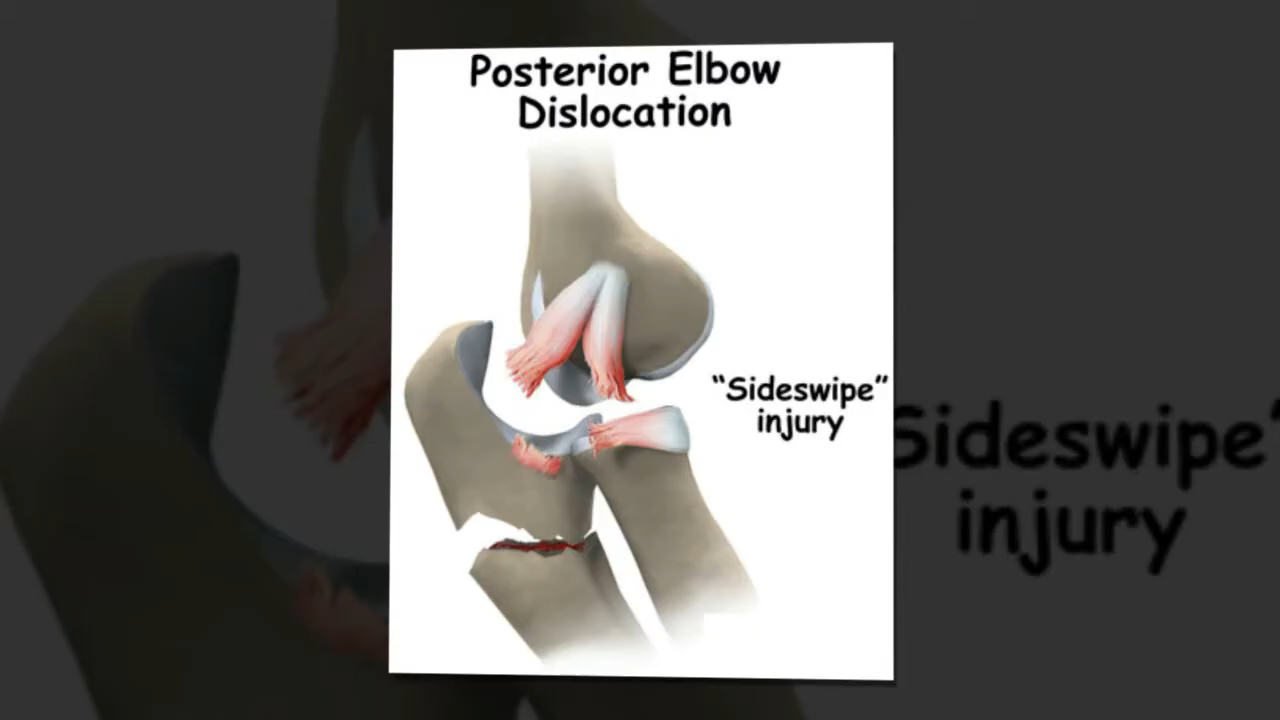 Posterior Elbow
Dislocation
“Sideswipe”
injury
Sideswipe
injury